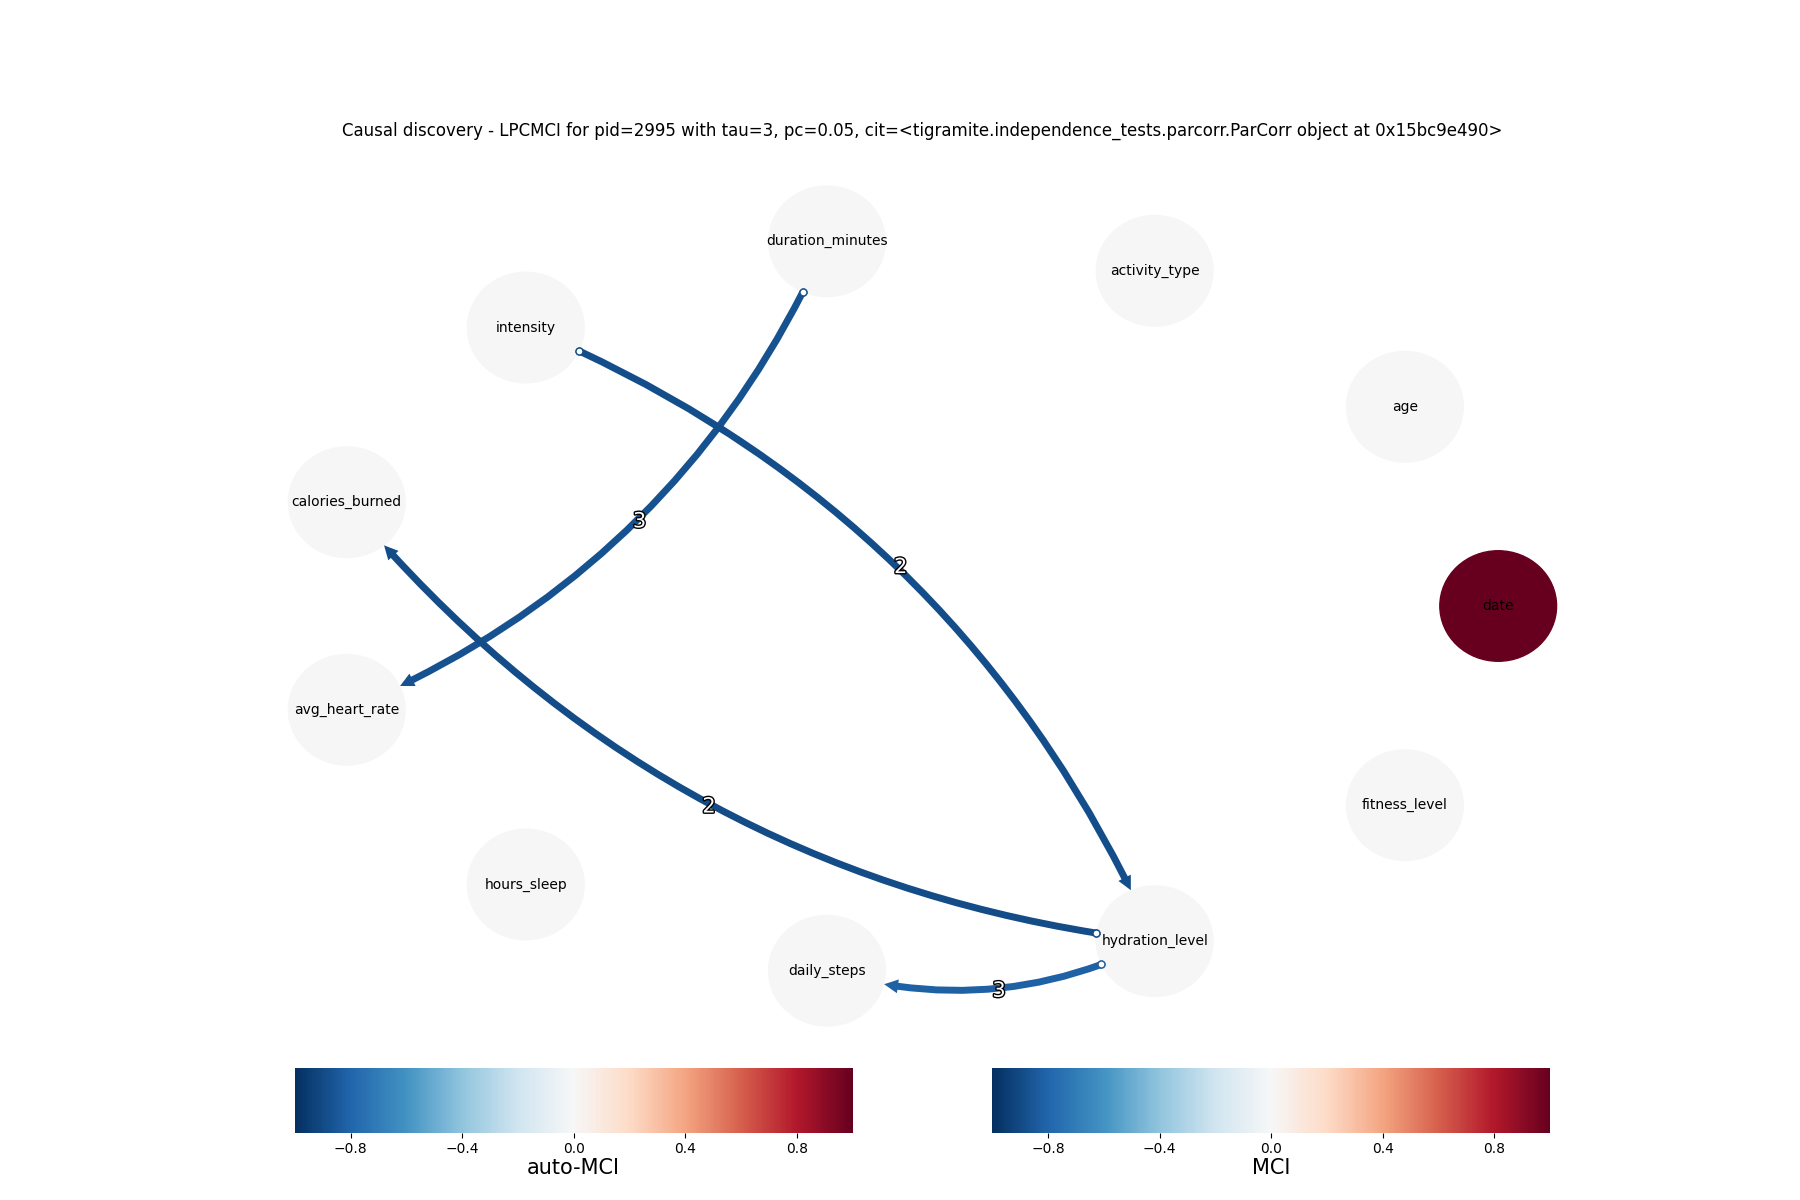 Causal discovery - LPCMCI for pid=2995 with tau=3, pc=0.05, cit=<tigramite.independence_tests.parcorr.ParCorr object at 0x15bc9e490>
duration_minutes
activity_type
intensity
age
calories_burned
3
2
date
avg_heart_rate
2
fitness_level
hours_sleep
hydration_level
daily_steps
3
−0.8 −0.4 0.0 0.4 0.8
auto-MCI
−0.8 −0.4 0.0 0.4 0.8
MCI